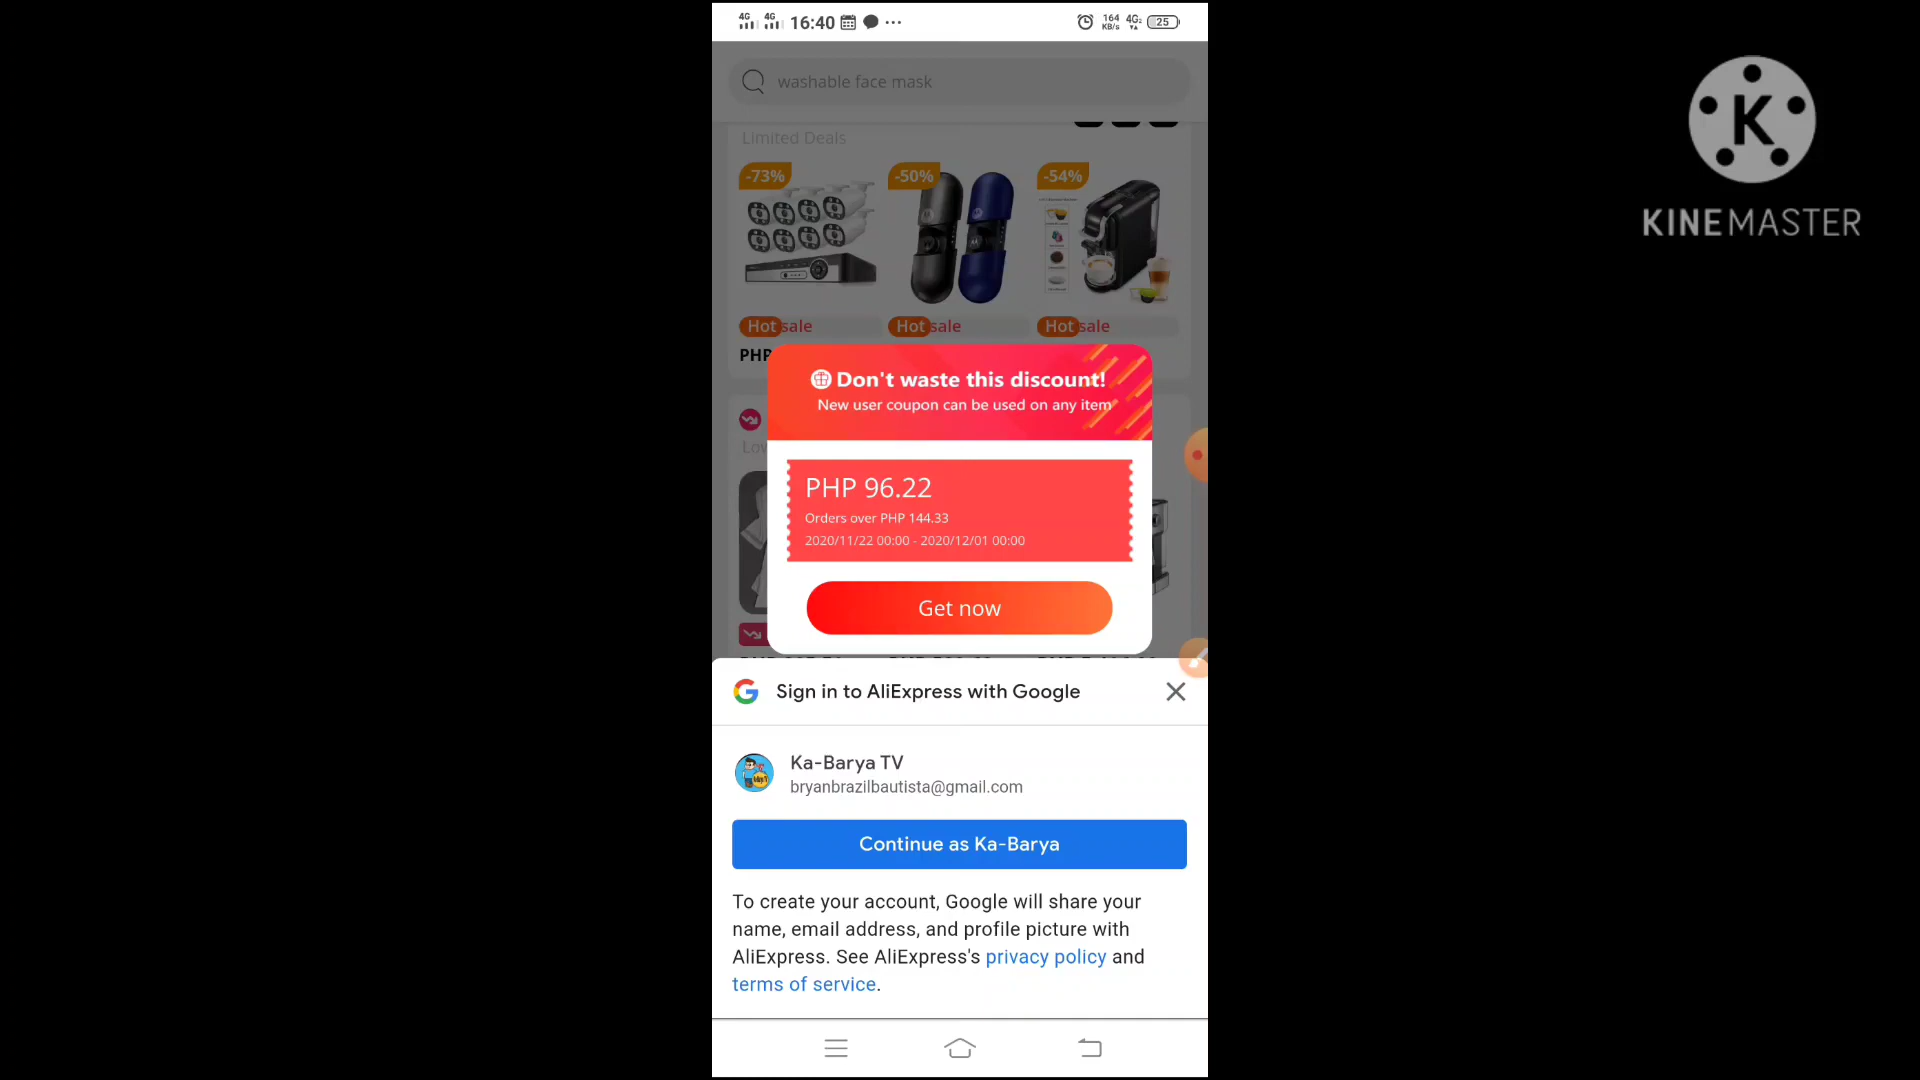 4G 4G 16:40 ... 164 KB/s 4G 25
washable face mask
KINEMASTER
Limited Deals
-73% -50% -54%
Hot sale Hot sale Hot sale
PHP
Don't waste this discount!
New user coupon can be used on any item
PHP 96.22
Orders over PHP 144.33
2020/11/22 00:00 - 2020/12/01 00:00
Get now
Sign in to AliExpress with Google
Ka-Barya TV
bryanbrazilbautista@gmail.com
Continue as Ka-Barya
To create your account, Google will share your
name, email address, and profile picture with
AliExpress. See AliExpress's privacy policy and
terms of service.